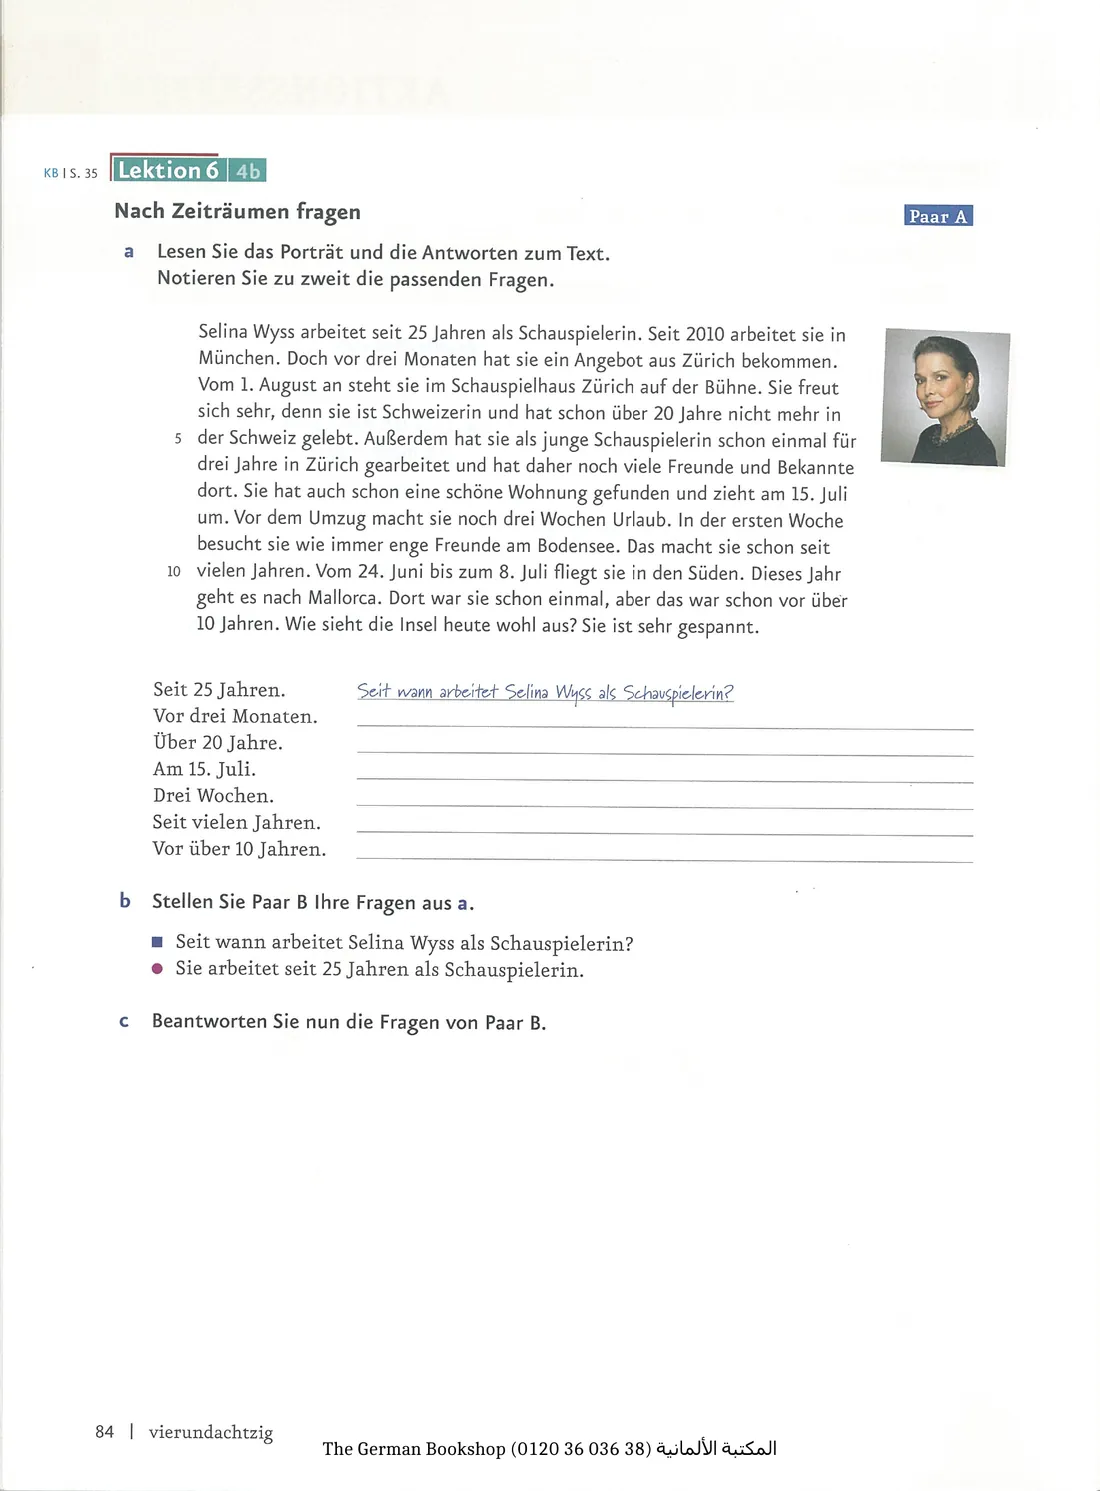 KB | S. 35 Lektion 6 | 4b
Nach Zeiträumen fragen
Paar A
a Lesen Sie das Porträt und die Antworten zum Text.
Notieren Sie zu zweit die passenden Fragen.
Selina Wyss arbeitet seit 25 Jahren als Schauspielerin. Seit 2010 arbeitet sie in
München. Doch vor drei Monaten hat sie ein Angebot aus Zürich bekommen.
Vom 1. August an steht sie im Schauspielhaus Zürich auf der Bühne. Sie freut
sich sehr, denn sie ist Schweizerin und hat schon über 20 Jahre nicht mehr in
5 der Schweiz gelebt. Außerdem hat sie als junge Schauspielerin schon einmal für
drei Jahre in Zürich gearbeitet und hat daher noch viele Freunde und Bekannte
dort. Sie hat auch schon eine schöne Wohnung gefunden und zieht am 15. Juli
um. Vor dem Umzug macht sie noch drei Wochen Urlaub. In der ersten Woche
besucht sie wie immer enge Freunde am Bodensee. Das macht sie schon seit
10 vielen Jahren. Vom 24. Juni bis zum 8. Juli fliegt sie in den Süden. Dieses Jahr
geht es nach Mallorca. Dort war sie schon einmal, aber das war schon vor über
10 Jahren. Wie sieht die Insel heute wohl aus? Sie ist sehr gespannt.
Seit 25 Jahren. Seit wann arbeitet Selina Wyss als Schauspielerin?
Vor drei Monaten.
Über 20 Jahre.
Am 15. Juli.
Drei Wochen.
Seit vielen Jahren.
Vor über 10 Jahren.
b Stellen Sie Paar B Ihre Fragen aus a.
■ Seit wann arbeitet Selina Wyss als Schauspielerin?
● Sie arbeitet seit 25 Jahren als Schauspielerin.
c Beantworten Sie nun die Fragen von Paar B.
84 | vierundachtzig
The German Bookshop (0120 36 036 38) المكتبة الألمانية